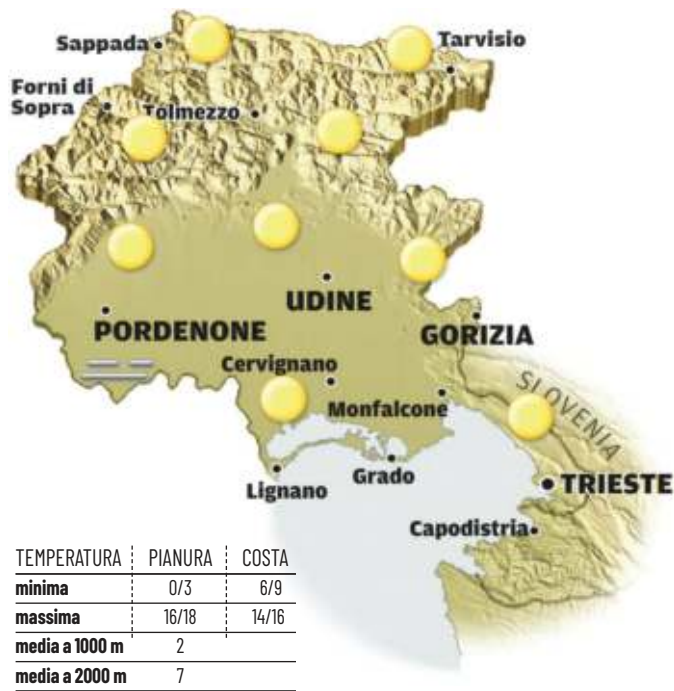 Sappada
Tarvisio
Forni di
Sopra
Tolmezzo
UDINE
PORDENONE
GORIZIA
Cervignano
SLOVENIA
Monfalcone
Grado
Lignano
TRIESTE
Capodistria
TEMPERATURA PIANURA COSTA
minima 0/3 6/9
massima 16/18 14/16
media a 1000 m 2
media a 2000 m 7